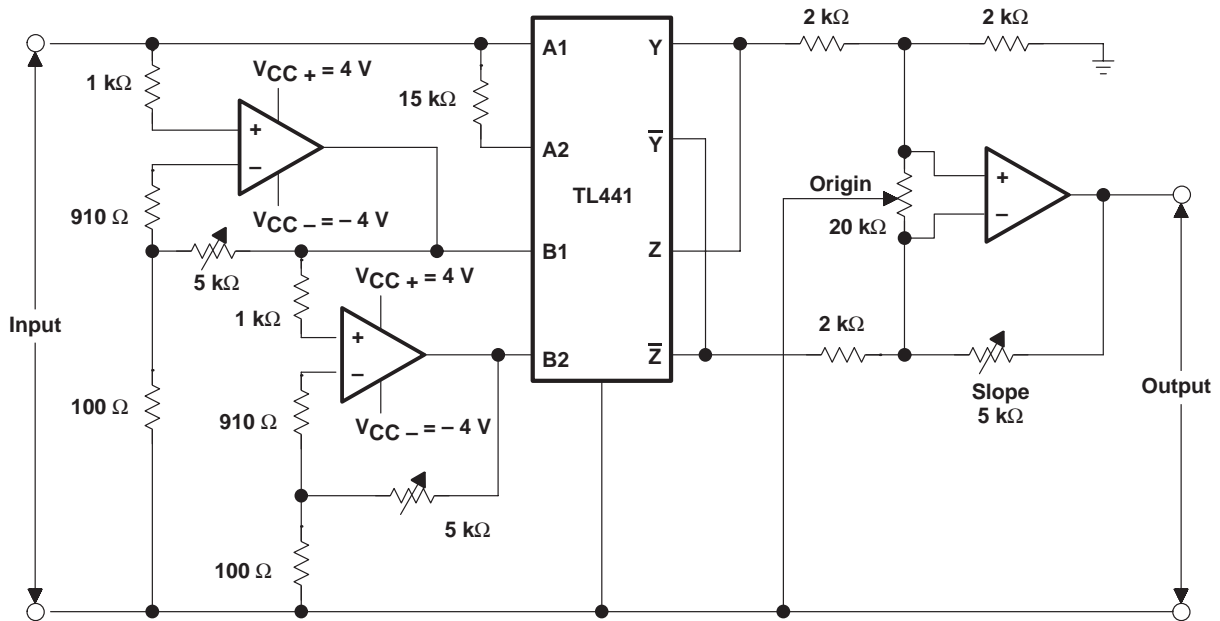 2 kΩ
2 kΩ
A1
Y
1 kΩ
VCC + = 4 V
15 kΩ
+
–
A2
Y
Origin
TL441
+
–
20 kΩ
910 Ω
VCC – = – 4 V
B1
Z
5 kΩ
VCC + = 4 V
1 kΩ
2 kΩ
Input
+
–
B2
Z
Output
100 Ω
910 Ω
VCC – = – 4 V
Slope
5 kΩ
5 kΩ
100 Ω